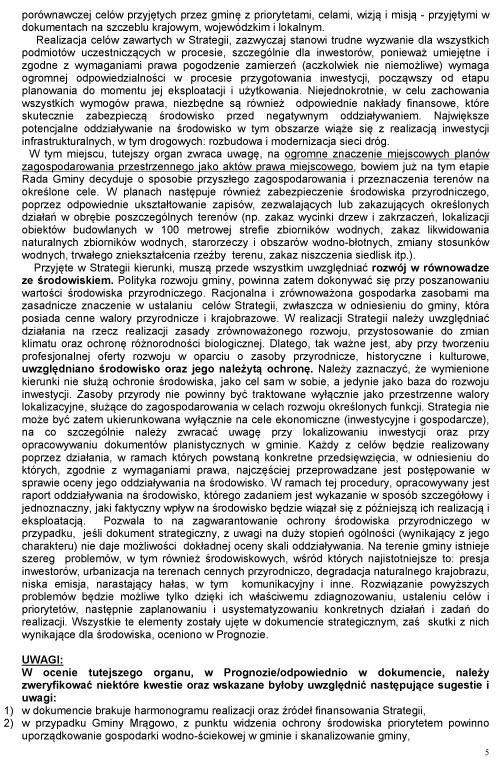 porównawczej celów przyjętych przez gminę z priorytetami, celami, wizją i misją - przyjętymi w
dokumentach na szczeblu krajowym, wojewódzkim i lokalnym.
Realizacja celów zawartych w Strategii, zazwyczaj stanowi trudne wyzwanie dla wszystkich
podmiotów uczestniczących w procesie, szczególnie dla inwestorów, ponieważ umiejętne i
zgodne z wymaganiami prawa pogodzenie zamierzeń (aczkolwiek nie niemożliwe) wymaga
ogromnej odpowiedzialności w procesie przygotowania inwestycji, począwszy od etapu
planowania do momentu jej eksploatacji i użytkowania. Niejednokrotnie, w celu zachowania
wszystkich wymogów prawa, niezbędne są również odpowiednie nakłady finansowe, które
skutecznie zabezpieczą środowisko przed negatywnym oddziaływaniem. Największe
potencjalne oddziaływanie na środowisko w tym obszarze wiąże się z realizacją inwestycji
infrastrukturalnych, w tym drogowych: rozbudowa i modernizacja sieci dróg.
W tym miejscu, tutejszy organ zwraca uwagę, na ogromne znaczenie miejscowych planów
zagospodarowania przestrzennego jako aktów prawa miejscowego, bowiem już na tym etapie
Rada Gminy decyduje o sposobie przyszłego zagospodarowania i przeznaczenia terenów na
określone cele. W planach następuje również zabezpieczenie środowiska przyrodniczego,
poprzez odpowiednie ukształtowanie zapisów, zezwalających lub zakazujących określonych
działań w obrębie poszczególnych terenów (np. zakaz wycinki drzew i zakrzaczeń, lokalizacji
obiektów budowlanych w 100 metrowej strefie zbiorników wodnych, zakaz likwidowania
naturalnych zbiorników wodnych, starorzeczy i obszarów wodno-błotnych, zmiany stosunków
wodnych, trwałego zniekształcenia rzeźby terenu, zakaz niszczenia siedlisk itp.).
Przyjęte w Strategii kierunki, muszą przede wszystkim uwzględniać rozwój w równowadze
ze środowiskiem. Polityka rozwoju gminy, powinna zatem dokonywać się przy poszanowaniu
wartości środowiska przyrodniczego. Racjonalna i zrównoważona gospodarka zasobami ma
zasadnicze znaczenie w ustalaniu celów Strategii, zwłaszcza w odniesieniu do gminy, która
posiada cenne walory przyrodnicze i krajobrazowe. W realizacji Strategii należy uwzględniać
działania na rzecz realizacji zasady zrównoważonego rozwoju, przystosowanie do zmian
klimatu oraz ochronę różnorodności biologicznej. Dlatego, tak ważne jest, aby przy tworzeniu
profesjonalnej oferty rozwoju w oparciu o zasoby przyrodnicze, historyczne i kulturowe,
uwzględniano środowisko oraz jego należytą ochronę. Należy zaznaczyć, że wymienione
kierunki nie służą ochronie środowiska, jako cel sam w sobie, a jedynie jako baza do rozwoju
inwestycji. Zasoby przyrody nie powinny być traktowane wyłącznie jako przestrzenne walory
lokalizacyjne, służące do zagospodarowania w celach rozwoju określonych funkcji. Strategia nie
może być zatem ukierunkowana wyłącznie na cele ekonomiczne (inwestycyjne i gospodarcze),
na co szczególnie należy zwracać uwagę przy lokalizowaniu inwestycji oraz przy
opracowywaniu dokumentów planistycznych w gminie. Każdy z celów będzie realizowany
poprzez działania, w ramach których powstaną konkretne przedsięwzięcia, w odniesieniu do
których, zgodnie z wymaganiami prawa, najczęściej przeprowadzane jest postępowanie w
sprawie oceny jego oddziaływania na środowisko. W ramach tej procedury, opracowywany jest
raport oddziaływania na środowisko, którego zadaniem jest wykazanie w sposób szczegółowy i
jednoznaczny, jaki faktyczny wpływ na środowisko będzie wiązał się z późniejszą ich realizacją i
eksploatacją. Pozwala to na zagwarantowanie ochrony środowiska przyrodniczego w
przypadku, jeśli dokument strategiczny, z uwagi na duży stopień ogólności (wynikający z jego
charakteru) nie daje możliwości dokładnej oceny skali oddziaływania. Na terenie gminy istnieje
szereg problemów, w tym również środowiskowych, wśród których najistotniejsze to: presja
inwestorów, urbanizacja na terenach cennych przyrodniczo, degradacja naturalnego krajobrazu,
niska emisja, narastający hałas, w tym komunikacyjny i inne. Rozwiązanie powyższych
problemów będzie możliwe tylko dzięki ich właściwemu zdiagnozowaniu, ustaleniu celów i
priorytetów, następnie zaplanowaniu i usystematyzowaniu konkretnych działań i zadań do
realizacji. Wszystkie te elementy zostały ujęte w dokumencie strategicznym, zaś skutki z nich
wynikające dla środowiska, oceniono w Prognozie.
UWAGI:
W ocenie tutejszego organu, w Prognozie/odpowiednio w dokumencie, należy
zweryfikować niektóre kwestie oraz wskazane byłoby uwzględnić następujące sugestie i
uwagi:
1) w dokumencie brakuje harmonogramu realizacji oraz źródeł finansowania Strategii,
2) w przypadku Gminy Mrągowo, z punktu widzenia ochrony środowiska priorytetem powinno
uporządkowanie gospodarki wodno-ściekowej w gminie i skanalizowanie gminy,
5